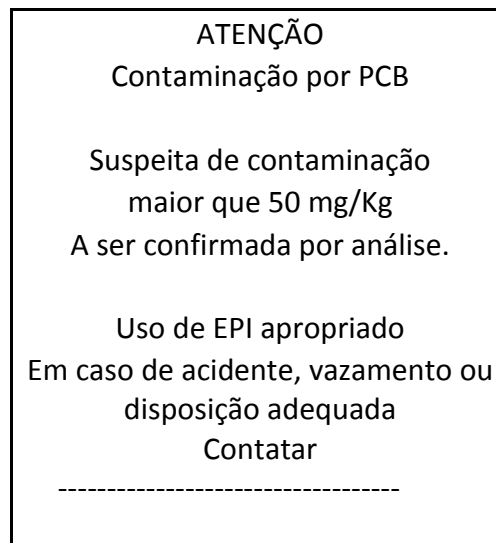 ATENÇÃO
Contaminação por PCB
Suspeita de contaminação
maior que 50 mg/Kg
A ser confirmada por análise.
Uso de EPI apropriado
Em caso de acidente, vazamento ou
disposição adequada
Contatar
-----------------------------------